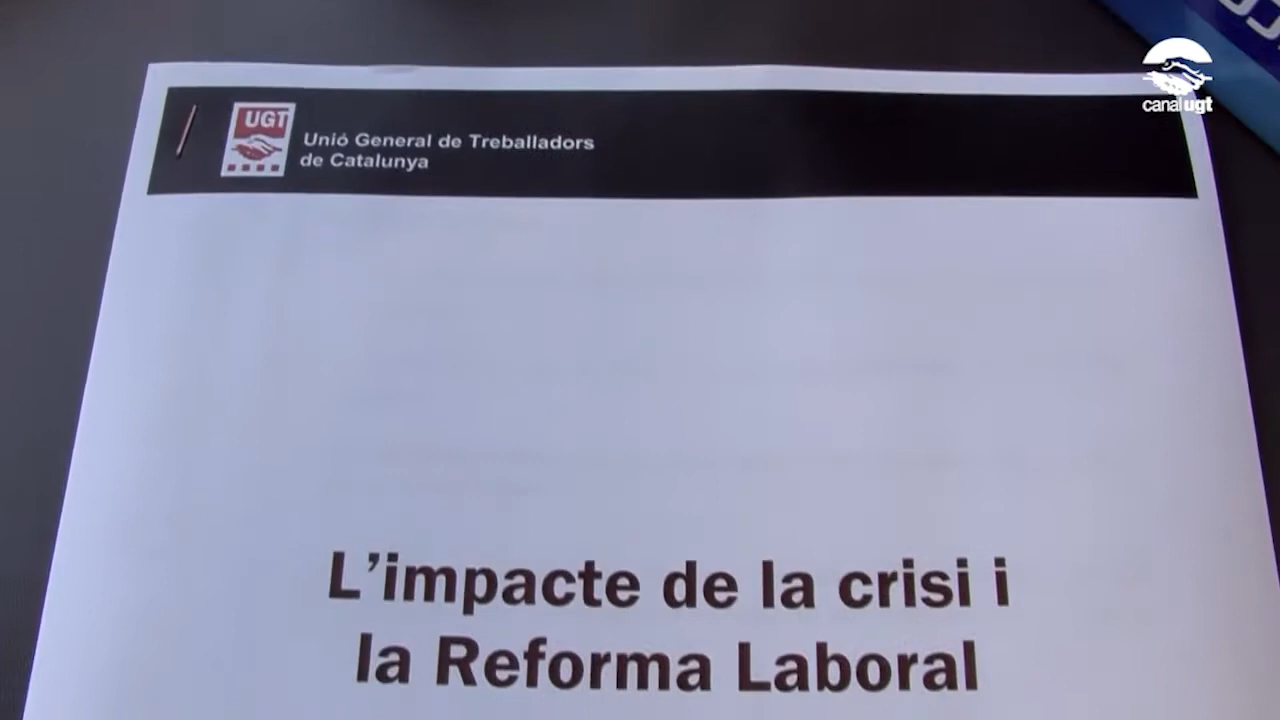 canalugt
UGT
Unió General de Treballadors
de Catalunya
L'impacte de la crisi i
la Reforma Laboral